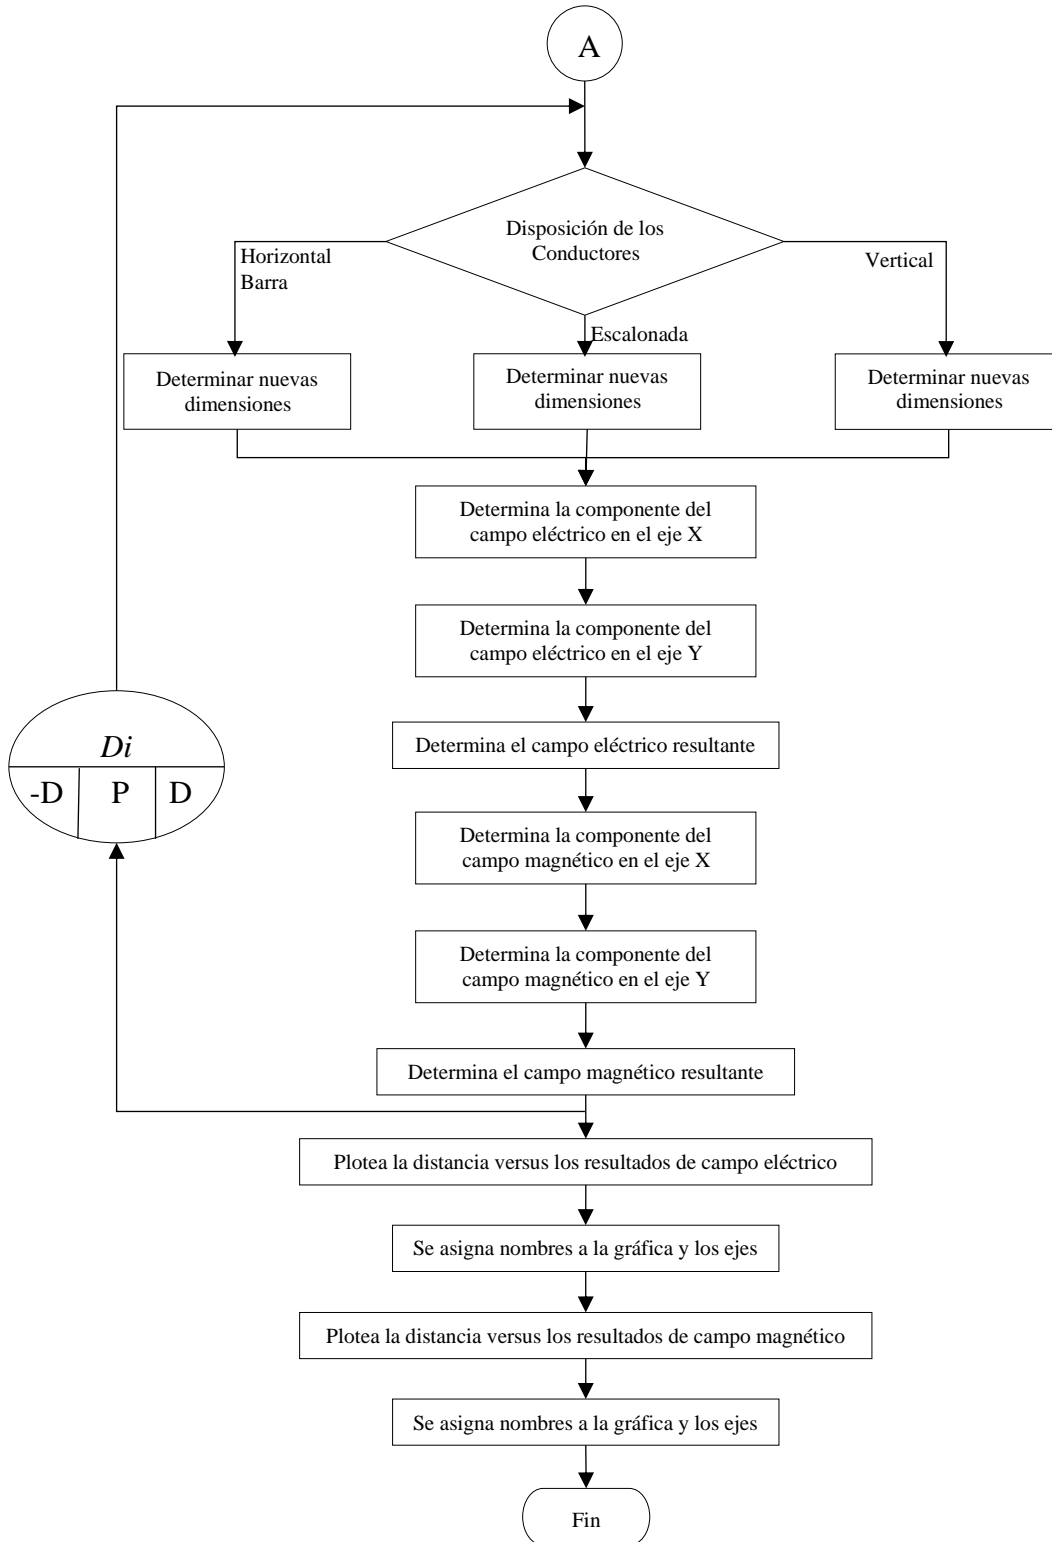 A
Disposición de los
Conductores
Horizontal
Barra
Vertical
Escalonada
Determinar nuevas
dimensiones
Determinar nuevas
dimensiones
Determinar nuevas
dimensiones
Determina la componente del
campo eléctrico en el eje X
Determina la componente del
campo eléctrico en el eje Y
Determina el campo eléctrico resultante
Di
-D P D
Determina la componente del
campo magnético en el eje X
Determina la componente del
campo magnético en el eje Y
Determina el campo magnético resultante
Plotea la distancia versus los resultados de campo eléctrico
Se asigna nombres a la gráfica y los ejes
Plotea la distancia versus los resultados de campo magnético
Se asigna nombres a la gráfica y los ejes
Fin